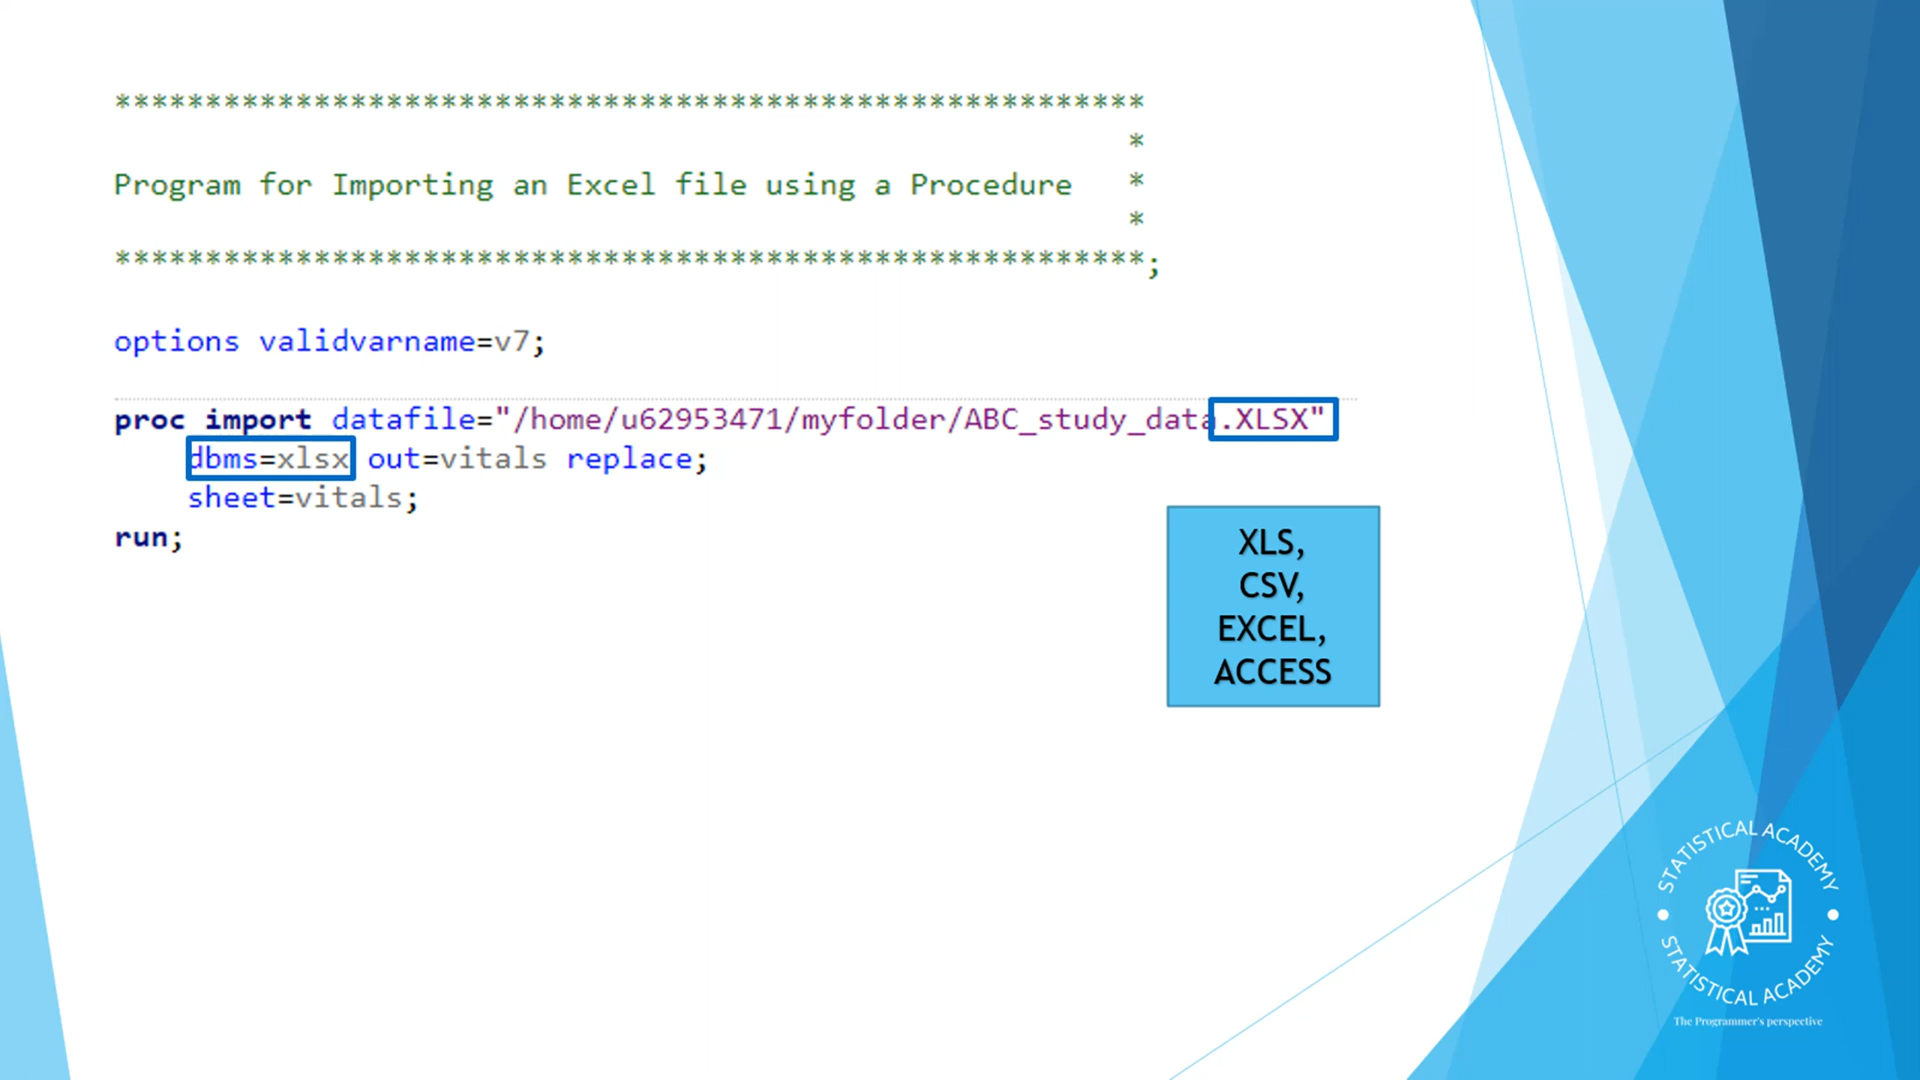 *********************************************************
*
Program for Importing an Excel file using a Procedure *
*
*********************************************************;
options validvarname=v7;
proc import datafile="/home/u62953471/myfolder/ABC_study_data.XLSX"
dbms=xlsx out=vitals replace;
sheet=vitals;
run;
XLS,
CSV,
EXCEL,
ACCESS
STATISTICAL ACADEMY
STATISTICAL ACADEMY
The Programmer's perspective